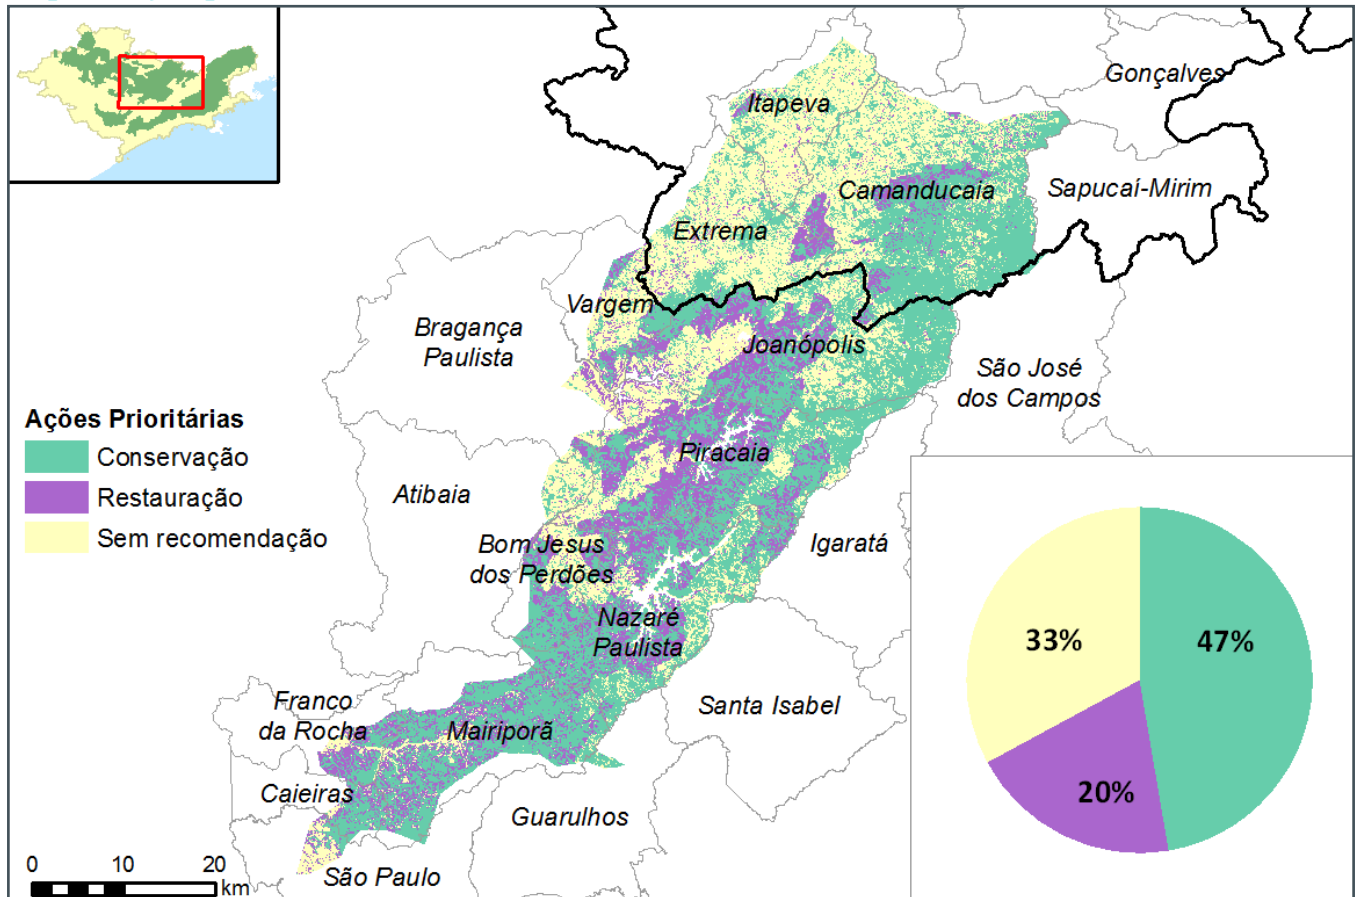 Gonçalves
Itapeva
Camanducaia
Sapucaí-Mirim
Extrema
Vargem
Bragança
Paulista
Joanópolis
São José
dos Campos
Ações Prioritárias
Conservação
Restauração
Sem recomendação
Piracaia
Atibaia
Igaratá
Bom Jesus
dos Perdões
Nazaré
Paulista
33%
47%
20%
Franco
da Rocha
Mairiporã
Santa Isabel
Caieiras
Guarulhos
São Paulo
0 10 20
km